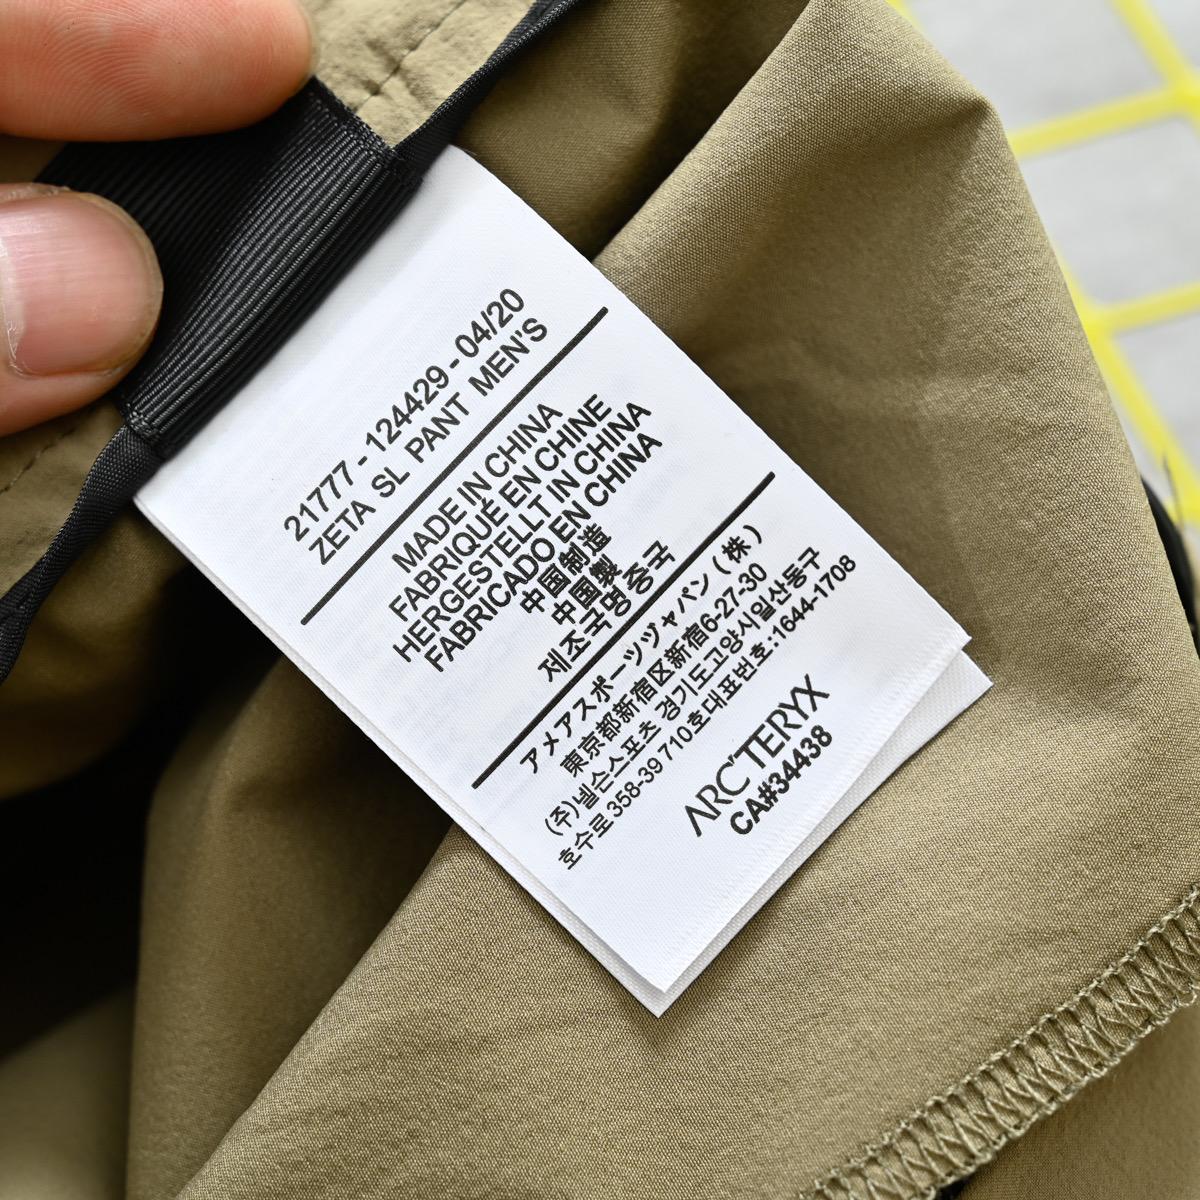 21777 - 124429 - 04/20
ZETA SL PANT MEN'S
MADE IN CHINA
FABRIQUÉ EN CHINE
HERGESTELLT IN CHINA
FABRICADO EN CHINA
中国制造
中国製
제조국명 중국
アメアスポーツヅャパン (株)
東京都新宿区新宿6-27-30
(주)넬슨스포츠 경기도고양시일산동구
호수로 358-39 710호대표번호:1644-1708
ARC'TERYX
CA#34438